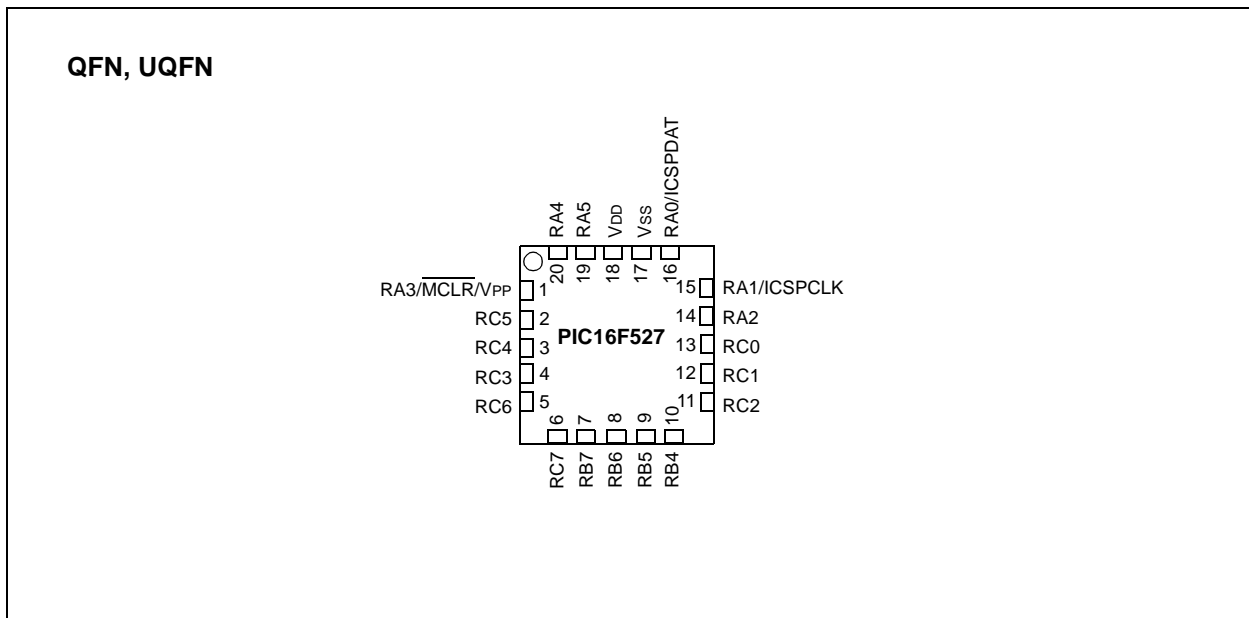 QFN, UQFN
RA4
RA5
VDD
VSS
RA0/ICSPDAT
20
19
18
17
16
RA3/MCLR/VPP
1
RC5
2
RC4
3
RC3
4
RC6
5
PIC16F527
15
RA1/ICSPCLK
14
RA2
13
RC0
12
RC1
11
RC2
6
7
8
9
10
RC7
RB7
RB6
RB5
RB4